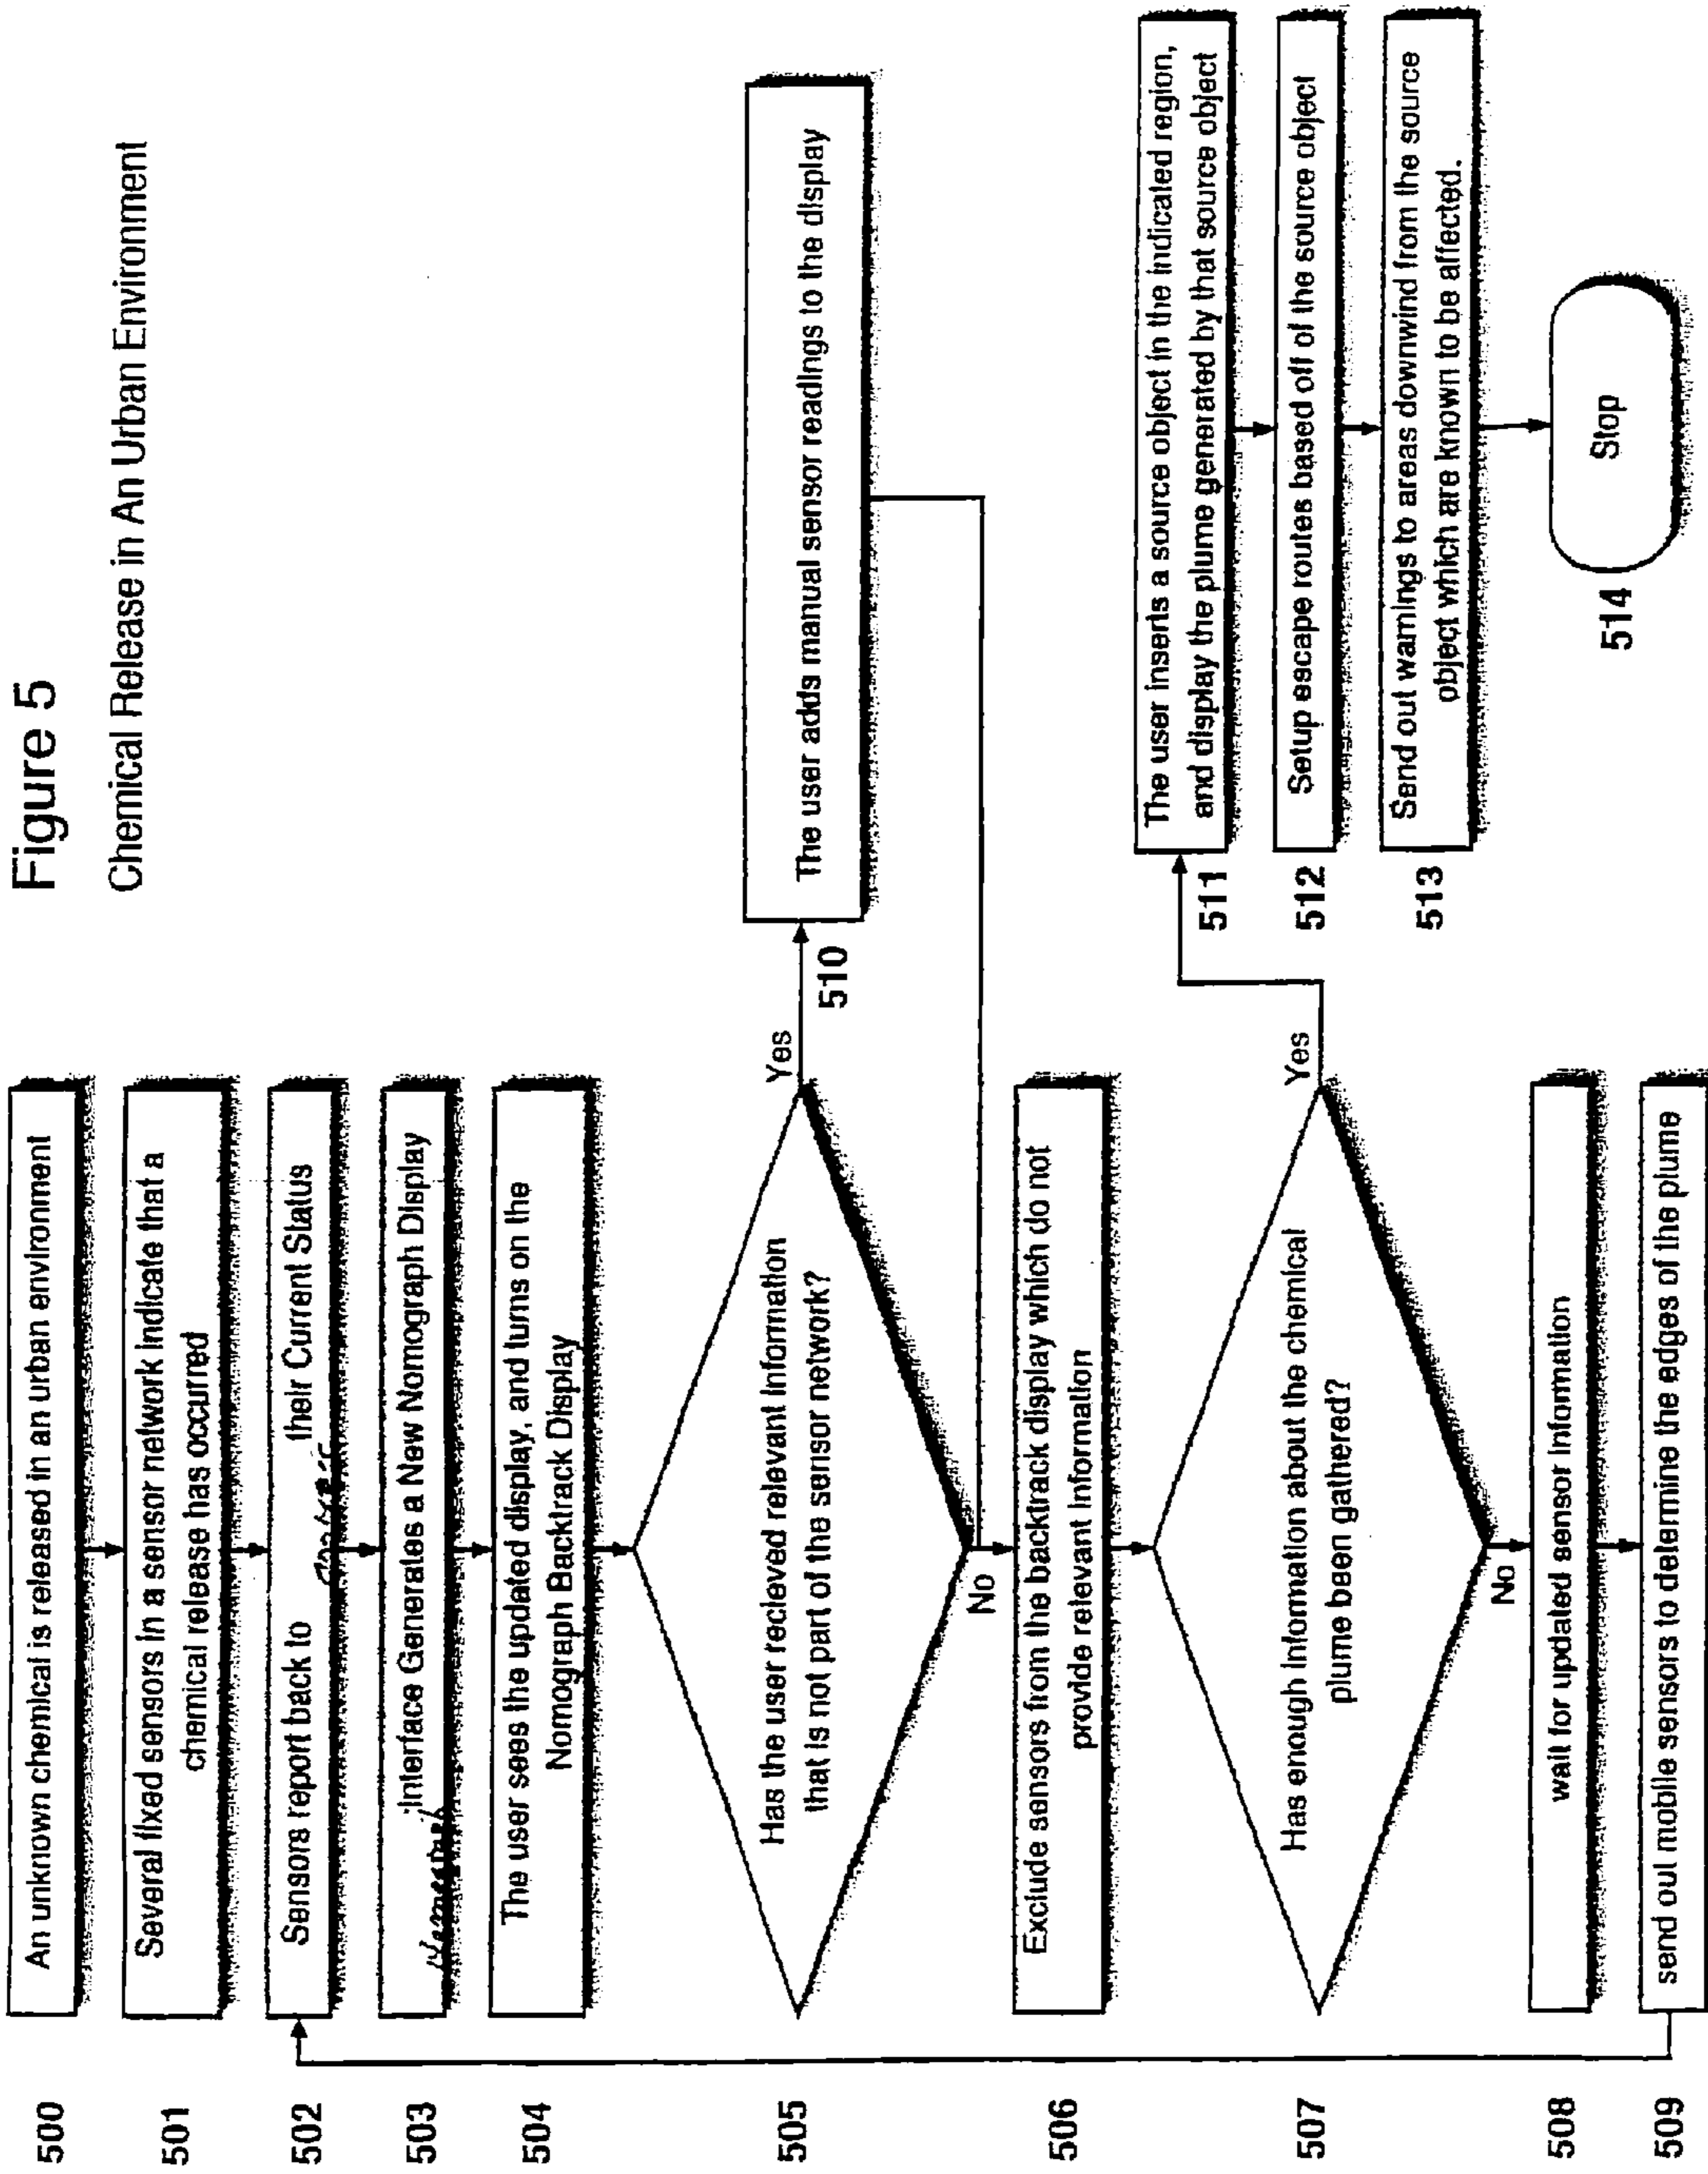 Figure 5
Chemical Release in An Urban Environment
500
An unknown chemical is released in an urban environment
501
Several fixed sensors in a sensor network indicate that a
chemical release has occurred
502
Sensors report back to their Current Status
503
Interface Generates a New Nomograph Display
504
The user sees the updated display, and turns on the
Nomograph Backtrack Display
505
Has the user recieved relevant information
that is not part of the sensor network?
Yes
No
510
The user adds manual sensor readings to the display
506
Exclude sensors from the backtrack display which do not
provide relevant information
507
Has enough information about the chemical
plume been gathered?
Yes
No
508
wait for updated sensor information
509
send out mobile sensors to determine the edges of the plume
511
The user inserts a source object in the indicated region,
and display the plume generated by that source object
512
Setup escape routes based off of the source object
513
Send out warnings to areas downwind from the source
object which are known to be affected.
514
Stop